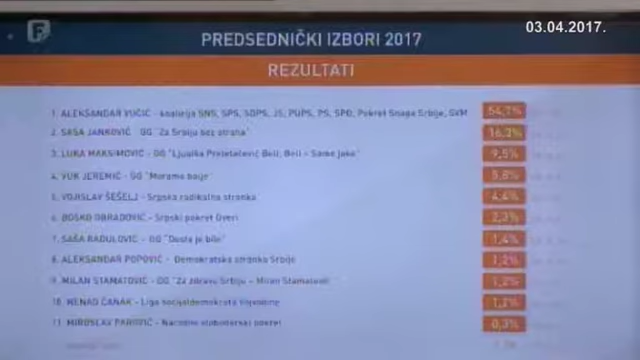 03.04.2017.
PREDSEDNIČKI IZBORI 2017
REZULTATI
1. ALEKSANDAR VUČIĆ - koalicija SNS, SPS, SDPS, JS, PUPS, PS, SPO, Pokret Snaga Srbije, SVM 54,7%
2. SAŠA JANKOVIĆ - GG "Za Srbiju bez straha" 16,3%
3. LUKA MAKSIMOVIĆ - GG "Ljubiša Preletačević Beli, Beli - Samo jako" 9,5%
4. VUK JEREMIĆ - GG "Moramo bolje" 5,8%
5. VOJISLAV ŠEŠELJ - Srpska radikalna stranka 4,4%
6. BOŠKO OBRADOVIĆ - Srpski pokret Dveri 2,3%
7. SAŠA RADULOVIĆ - GG "Dosta je bilo" 1,4%
8. ALEKSANDAR POPOVIĆ - Demokratska stranka Srbije 1,2%
9. MILAN STAMATOVIĆ - GG "Za zdravu Srbiju - Milan Stamatović" 1,2%
10. NENAD ČANAK - Liga socijaldemokrata Vojvodine 1,2%
11. MIROSLAV PAROVIĆ - Narodni slobodarski pokret 0,3%